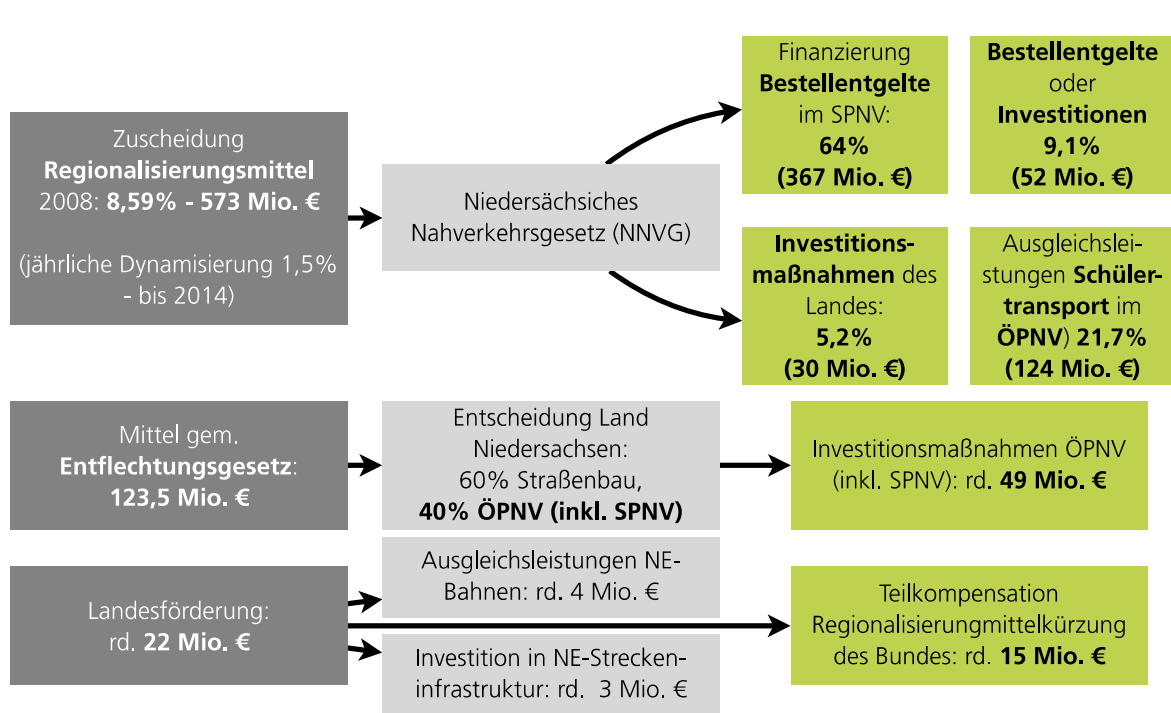 Zuscheidung
Regionalisierungsmittel
2008: 8,59% - 573 Mio. €
(jährliche Dynamisierung 1,5%
- bis 2014)
Niedersächsiches
Nahverkehrsgesetz (NNVG)
Finanzierung
Bestellentgelte
im SPNV:
64%
(367 Mio. €)
Bestellentgelte
oder
Investitionen
9,1%
(52 Mio. €)
Investitions-
maßnahmen des
Landes:
5,2%
(30 Mio. €)
Ausgleichslei-
stungen Schüler-
transport im
ÖPNV) 21,7%
(124 Mio. €)
Mittel gem.
Entflechtungsgesetz:
123,5 Mio. €
Entscheidung Land
Niedersachsen:
60% Straßenbau,
40% ÖPNV (inkl. SPNV)
Investitionsmaßnahmen ÖPNV
(inkl. SPNV): rd. 49 Mio. €
Landesförderung:
rd. 22 Mio. €
Ausgleichsleistungen NE-
Bahnen: rd. 4 Mio. €
Investition in NE-Strecken-
infrastruktur: rd. 3 Mio. €
Teilkompensation
Regionalisierungmittelkürzung
des Bundes: rd. 15 Mio. €